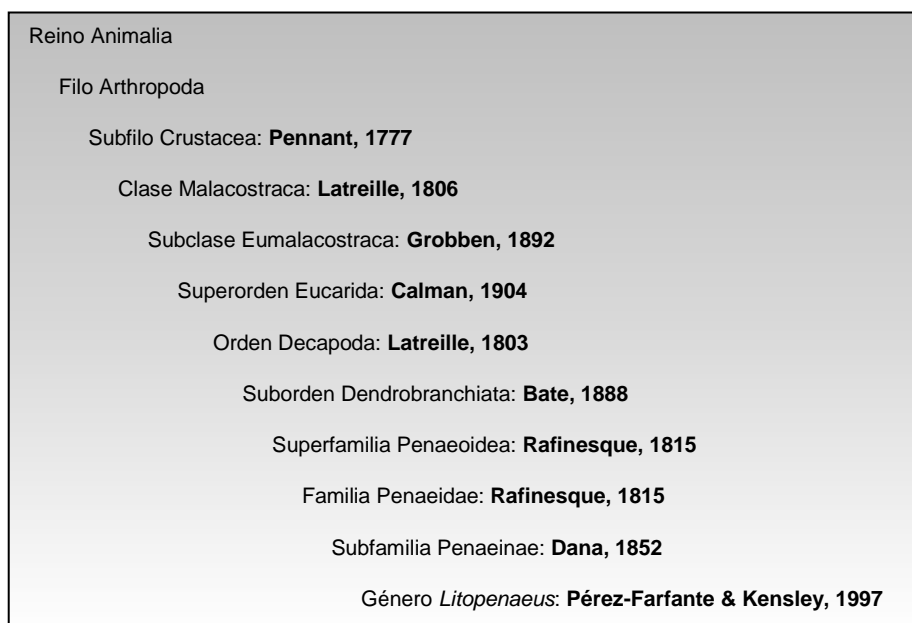 Reino Animalia
Filo Arthropoda
Subfilo Crustacea: Pennant, 1777
Clase Malacostraca: Latreille, 1806
Subclase Eumalacostraca: Grobben, 1892
Superorden Eucarida: Calman, 1904
Orden Decapoda: Latreille, 1803
Suborden Dendrobranchiata: Bate, 1888
Superfamilia Penaeoidea: Rafinesque, 1815
Familia Penaeidae: Rafinesque, 1815
Subfamilia Penaeinae: Dana, 1852
Género Litopenaeus: Pérez-Farfante & Kensley, 1997